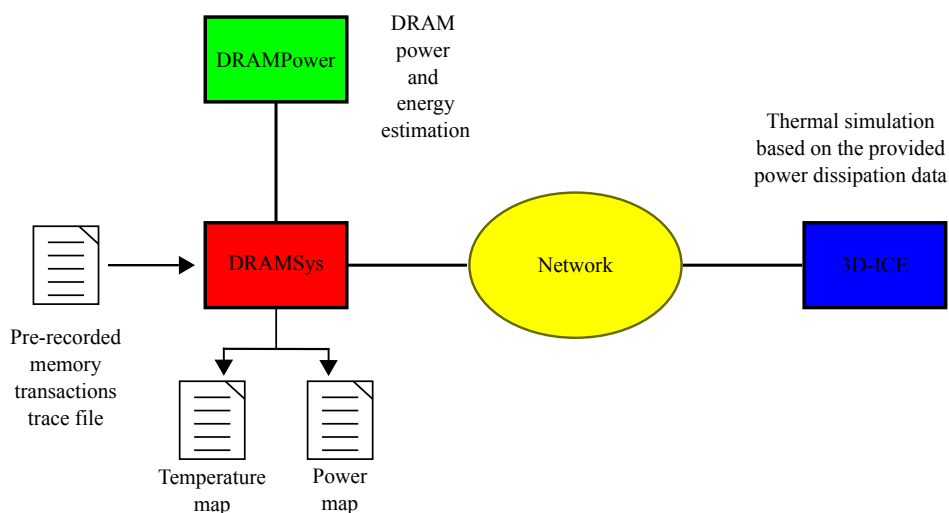 DRAMPower
DRAM
power
and
energy
estimation
Thermal simulation
based on the provided
power dissipation data
DRAMSys
Network
3D-ICE
Pre-recorded
memory
transactions
trace file
Temperature
map
Power
map